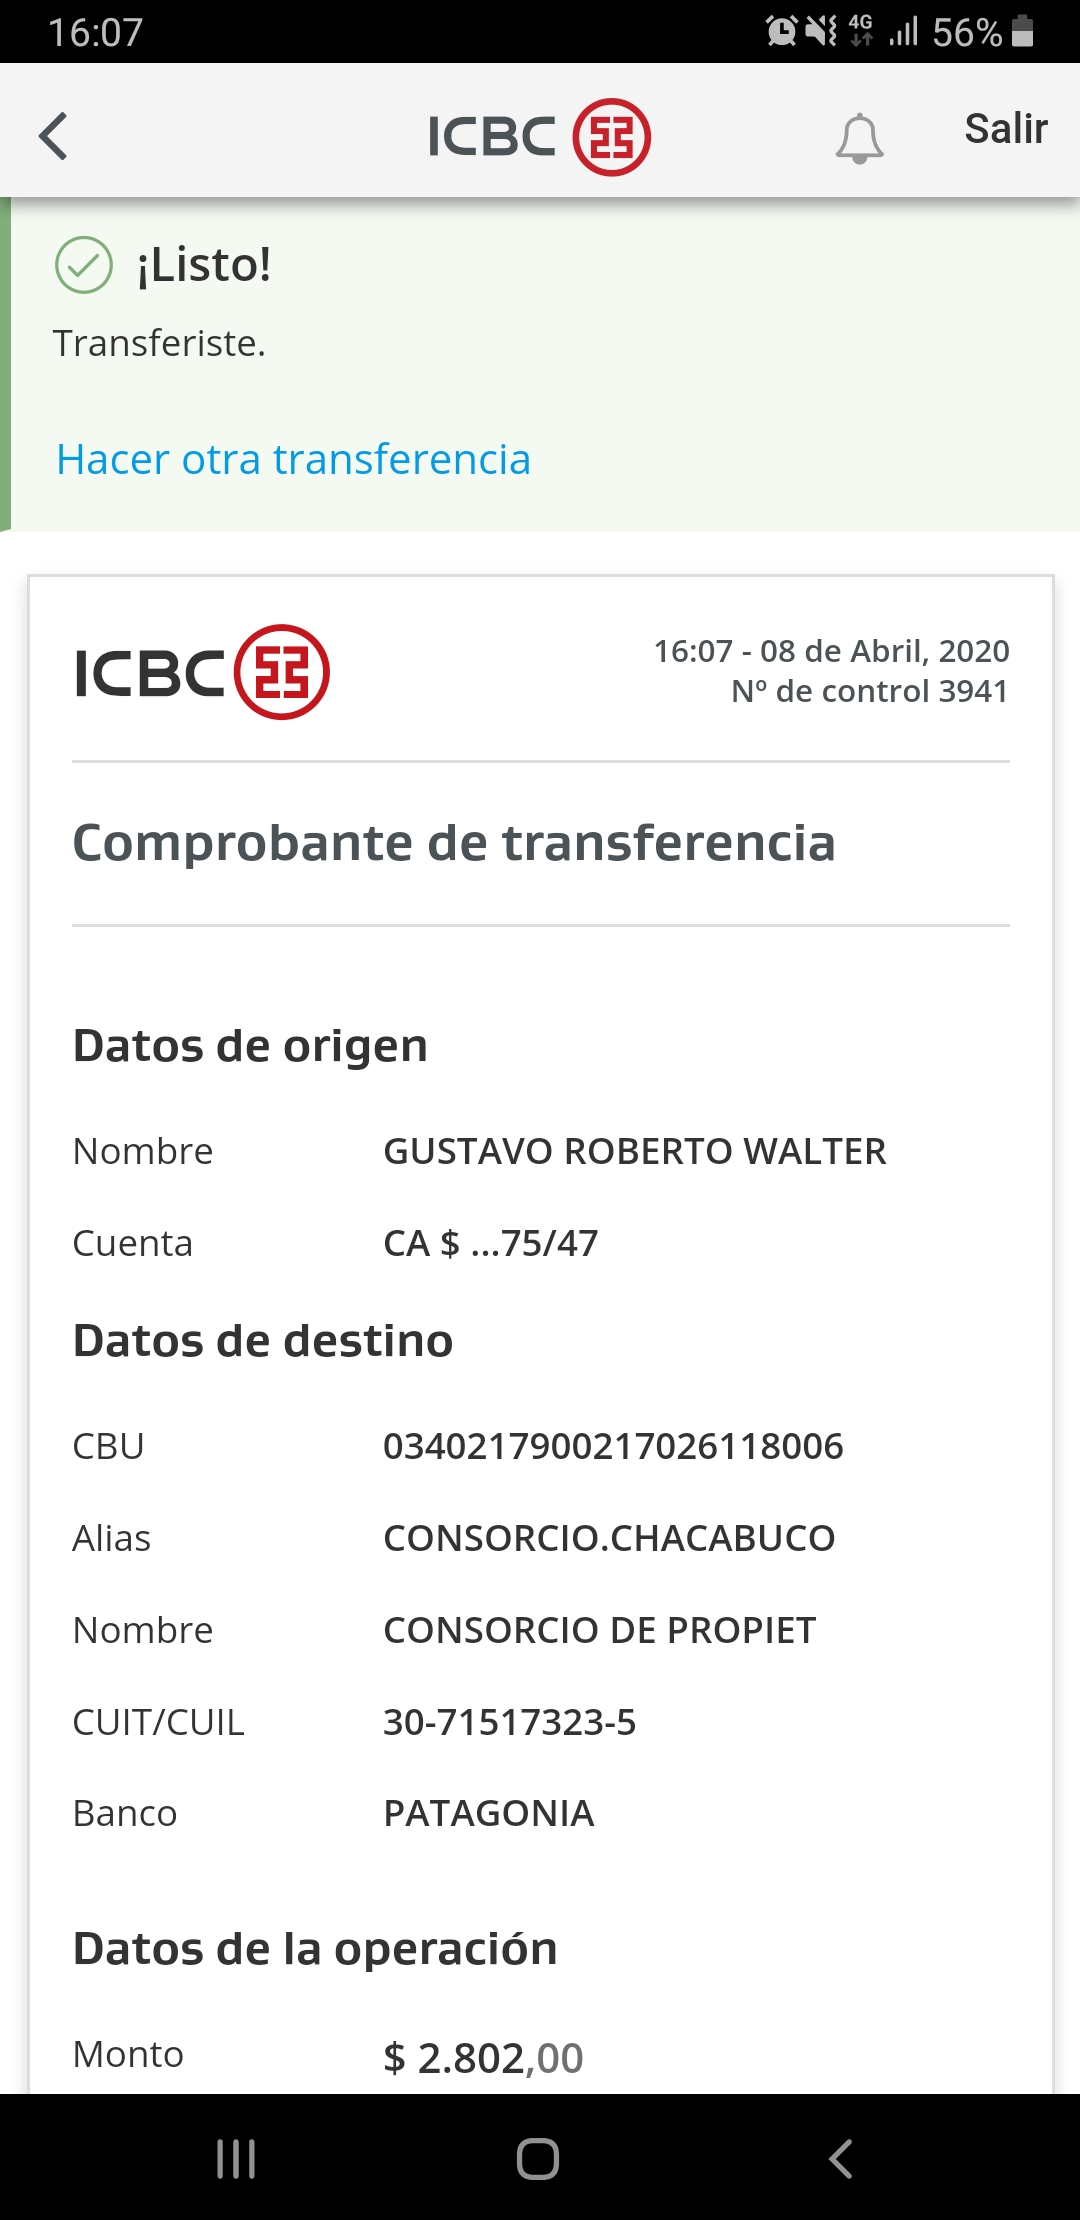 16:07
4G
56%
ICBC
Salir
¡Listo!
Transferiste.
Hacer otra transferencia
ICBC
16:07 - 08 de Abril, 2020
Nº de control 3941
Comprobante de transferencia
Datos de origen
Nombre GUSTAVO ROBERTO WALTER
Cuenta CA $ ...75/47
Datos de destino
CBU 0340217900217026118006
Alias CONSORCIO.CHACABUCO
Nombre CONSORCIO DE PROPIET
CUIT/CUIL 30-71517323-5
Banco PATAGONIA
Datos de la operación
Monto $ 2.802,00